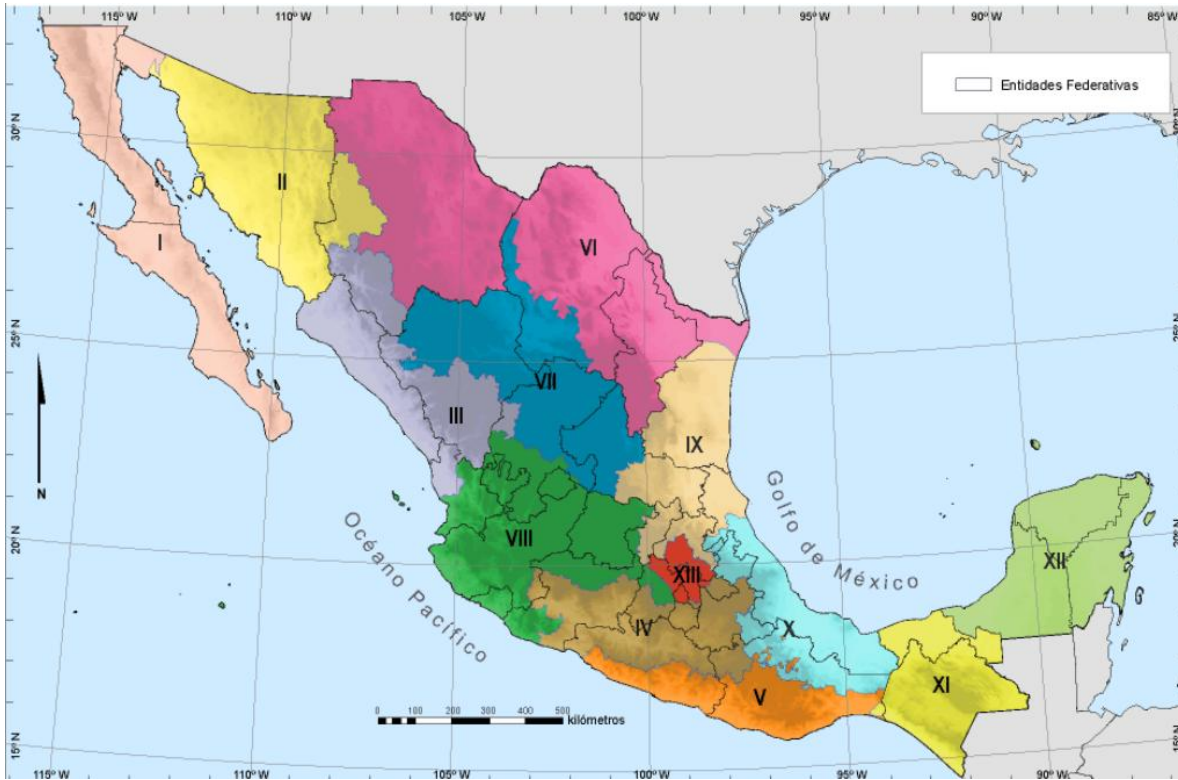 115° W
110° W
105° W
100° W
95° W
90° W
85° W
Entidades Federativas
30° N
II
I
VI
25° N
25° N
VII
III
IX
N
20° N
Golfo de México
Océano Pacífico
VIII
XIII
XII
IV
X
XI
V
0 100 200 300 400 500 kilómetros
15° N
15° N
115° W
110° W
105° W
100° W
95° W
90° W